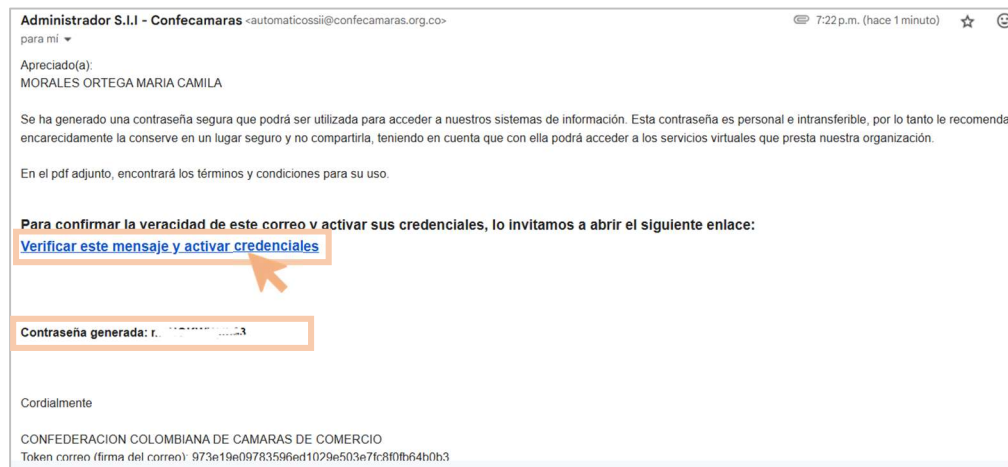 Administrador S.I.I - Confecamaras <automaticossii@confecamaras.org.co>
7:22 p.m. (hace 1 minuto)
para mí
Apreciado(a):
MORALES ORTEGA MARIA CAMILA
Se ha generado una contraseña segura que podrá ser utilizada para acceder a nuestros sistemas de información. Esta contraseña es personal e intransferible, por lo tanto le recomenda
encarecidamente la conserve en un lugar seguro y no compartirla, teniendo en cuenta que con ella podrá acceder a los servicios virtuales que presta nuestra organización.
En el pdf adjunto, encontrará los términos y condiciones para su uso.
Para confirmar la veracidad de este correo y activar sus credenciales, lo invitamos a abrir el siguiente enlace:
Verificar este mensaje y activar credenciales
Contraseña generada:
Cordialmente
CONFEDERACION COLOMBIANA DE CAMARAS DE COMERCIO
Token correo (firma del correo): 973e19e09783596ed1029e503e7fc8f0fb64b0b3